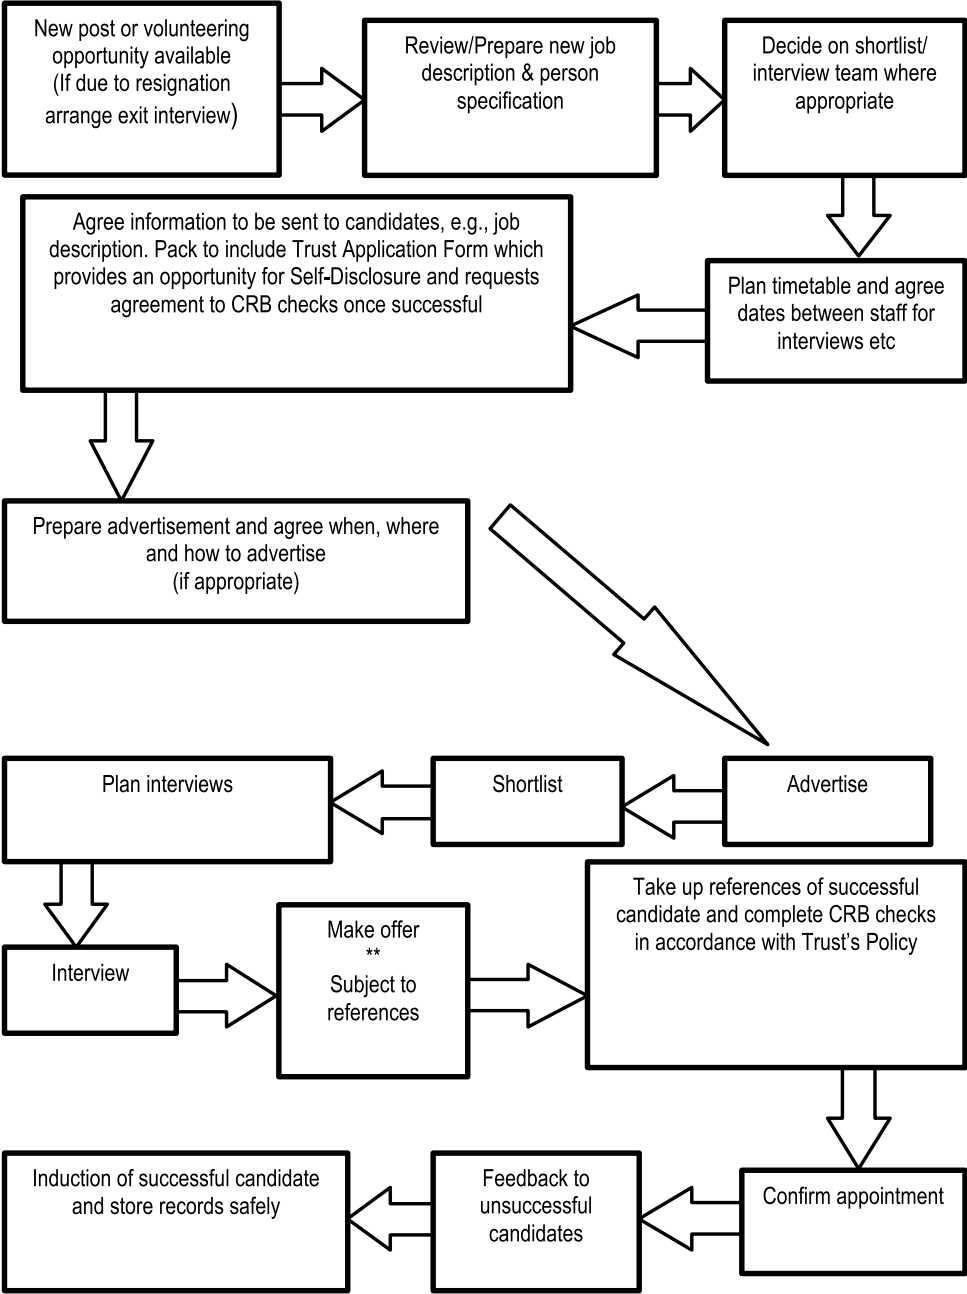 New post or volunteering
opportunity available
(If due to resignation
arrange exit interview)
Review/Prepare new job
description & person
specification
Decide on shortlist/
interview team where
appropriate
Plan timetable and agree
dates between staff for
interviews etc
Agree information to be sent to candidates, e.g., job
description. Pack to include Trust Application Form which
provides an opportunity for Self-Disclosure and requests
agreement to CRB checks once successful
Prepare advertisement and agree when, where
and how to advertise
(if appropriate)
Advertise
Shortlist
Plan interviews
Interview
Make offer
**
Subject to
references
Take up references of successful
candidate and complete CRB checks
in accordance with Trust's Policy
Confirm appointment
Feedback to
unsuccessful
candidates
Induction of successful candidate
and store records safely